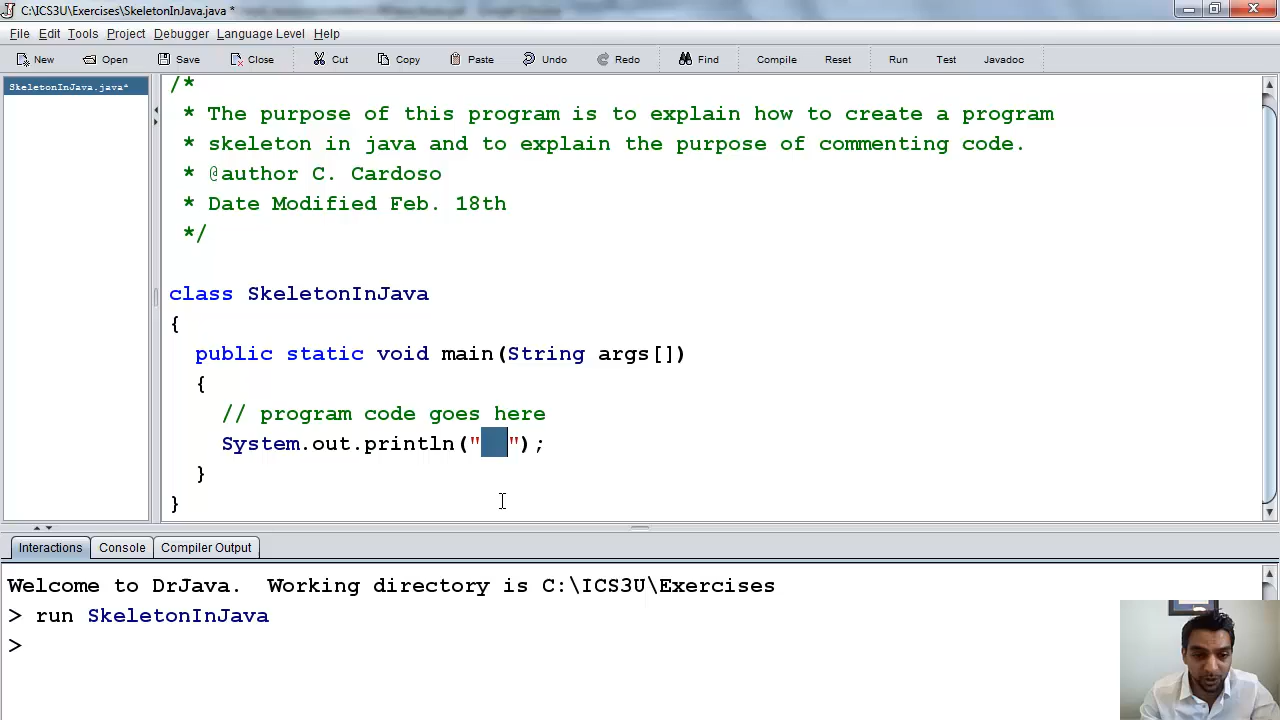 C:\ICS3U\Exercises\SkeletonInJava.java *
File Edit Tools Project Debugger Language Level Help
New Open Save Close Cut Copy Paste Undo Redo Find Compile Reset Run Test Javadoc
SkeletonInJava.java*
/*
* The purpose of this program is to explain how to create a program
* skeleton in java and to explain the purpose of commenting code.
* @author C. Cardoso
* Date Modified Feb. 18th
*/
class SkeletonInJava
{
public static void main(String args[])
{
// program code goes here
System.out.println("  ");
}
}
Interactions Console Compiler Output
Welcome to DrJava.  Working directory is C:\ICS3U\Exercises
> run SkeletonInJava
>